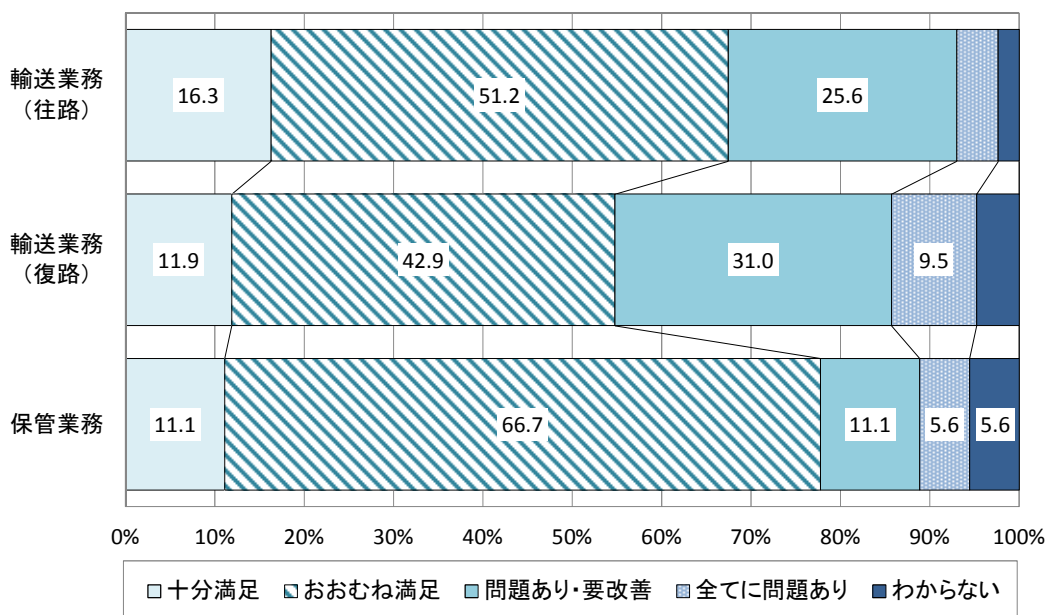 輸送業務
(往路)
16.3
51.2
25.6
輸送業務
(復路)
11.9
42.9
31.0
9.5
保管業務
11.1
66.7
11.1
5.6
5.6
0% 10% 20% 30% 40% 50% 60% 70% 80% 90% 100%
十分満足 おおむね満足 問題あり・要改善 全てに問題あり わからない